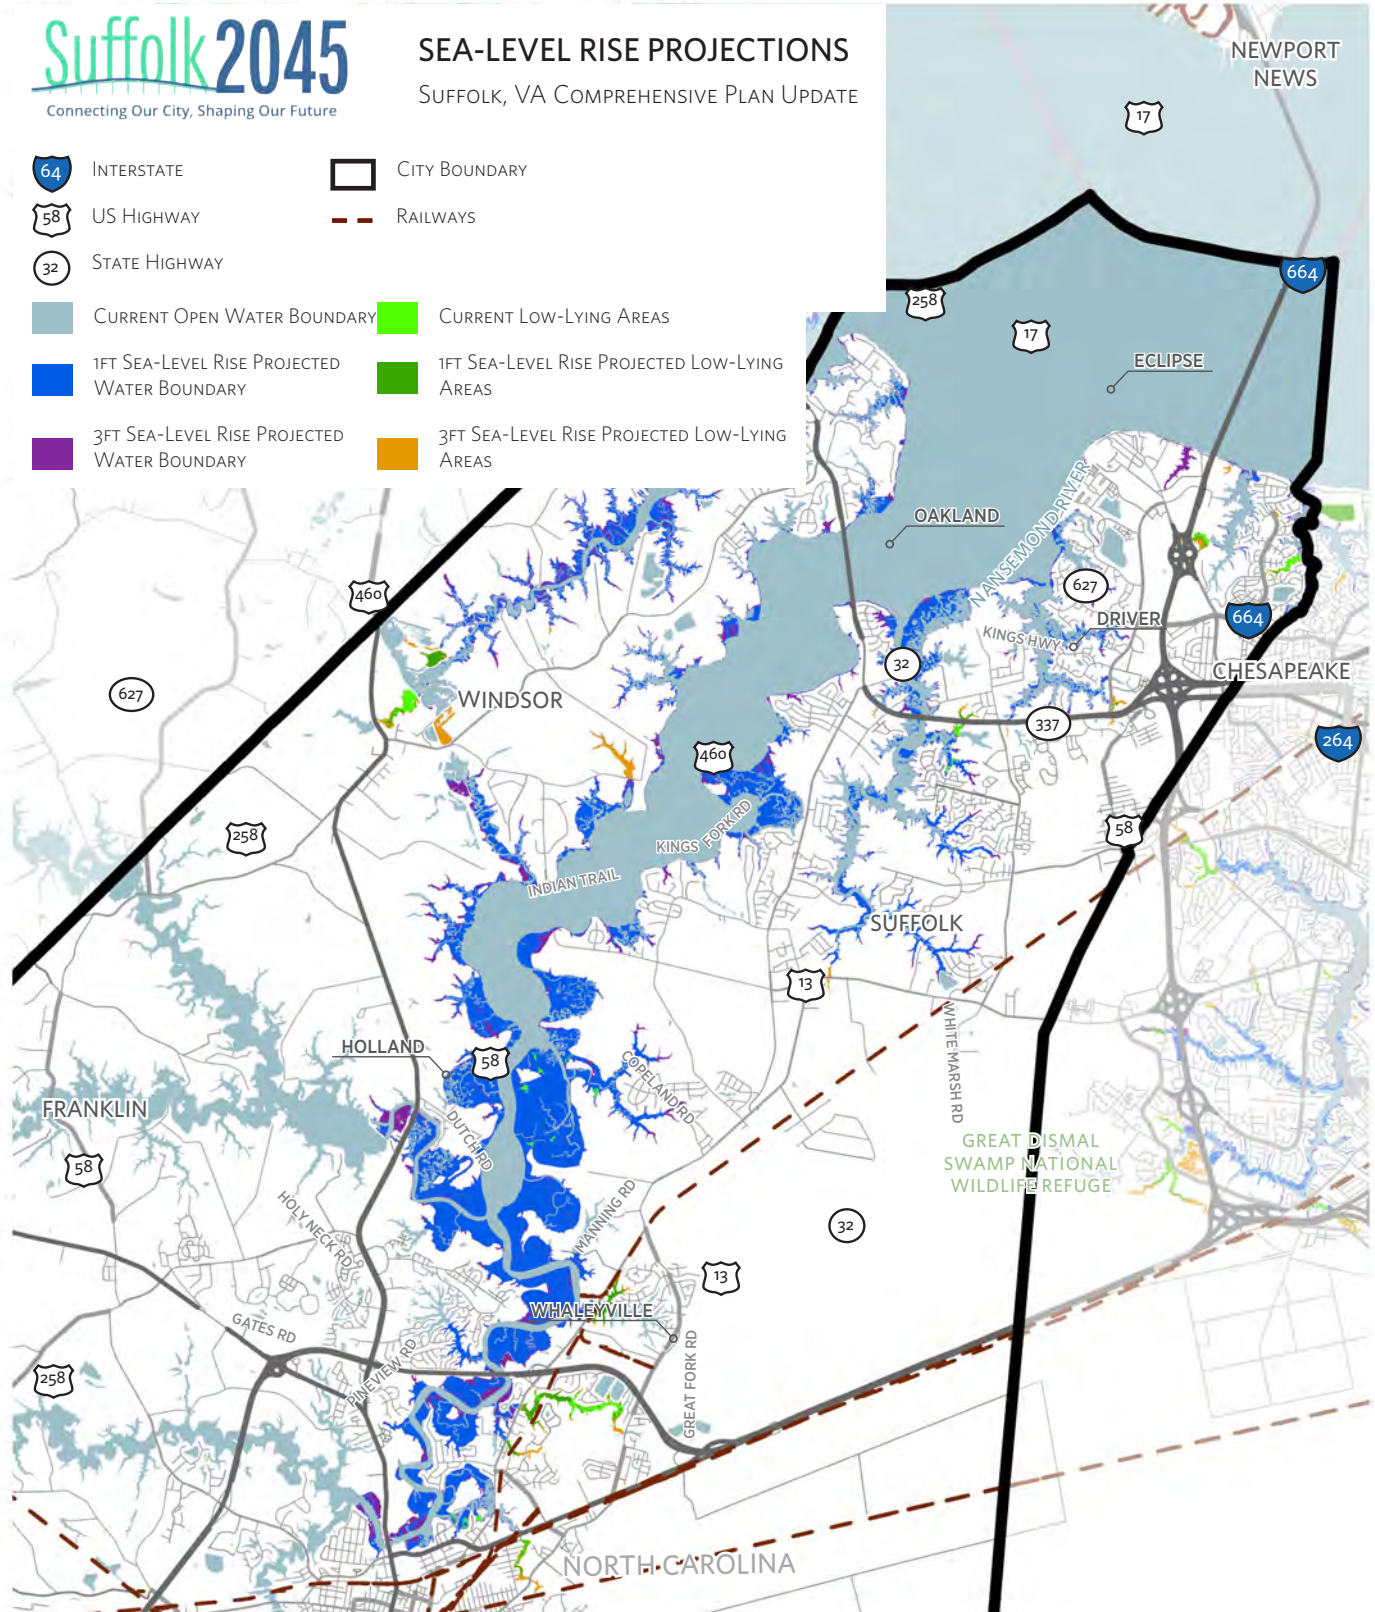 Suffolk 2045
Connecting Our City, Shaping Our Future
SEA-LEVEL RISE PROJECTIONS
SUFFOLK, VA COMPREHENSIVE PLAN UPDATE
64 INTERSTATE
CITY BOUNDARY
58 US HIGHWAY
RAILWAYS
32 STATE HIGHWAY
CURRENT OPEN WATER BOUNDARY
CURRENT LOW-LYING AREAS
1FT SEA-LEVEL RISE PROJECTED
WATER BOUNDARY
1FT SEA-LEVEL RISE PROJECTED LOW-LYING
AREAS
3FT SEA-LEVEL RISE PROJECTED
WATER BOUNDARY
3FT SEA-LEVEL RISE PROJECTED LOW-LYING
AREAS
NEWPORT
NEWS
17
664
258
17
ECLIPSE
OAKLAND
NANSEMOND RIVER
460
627
664
DRIVER
KINGS HWY
32
CHESAPEAKE
627
WINDSOR
337
264
460
258
58
KINGS FORK RD
INDIAN TRAIL
SUFFOLK
13
WHITE MARSH RD
HOLLAND
58
COPELAND RD
FRANKLIN
DUTCH RD
58
GREAT DISMAL
SWAMP NATIONAL
WILDLIFE REFUGE
HOLY NECK RD
MANNING RD
32
13
WHALEYVILLE
GATES RD
PINEVIEW RD
GREAT FORK RD
258
NORTH CAROLINA